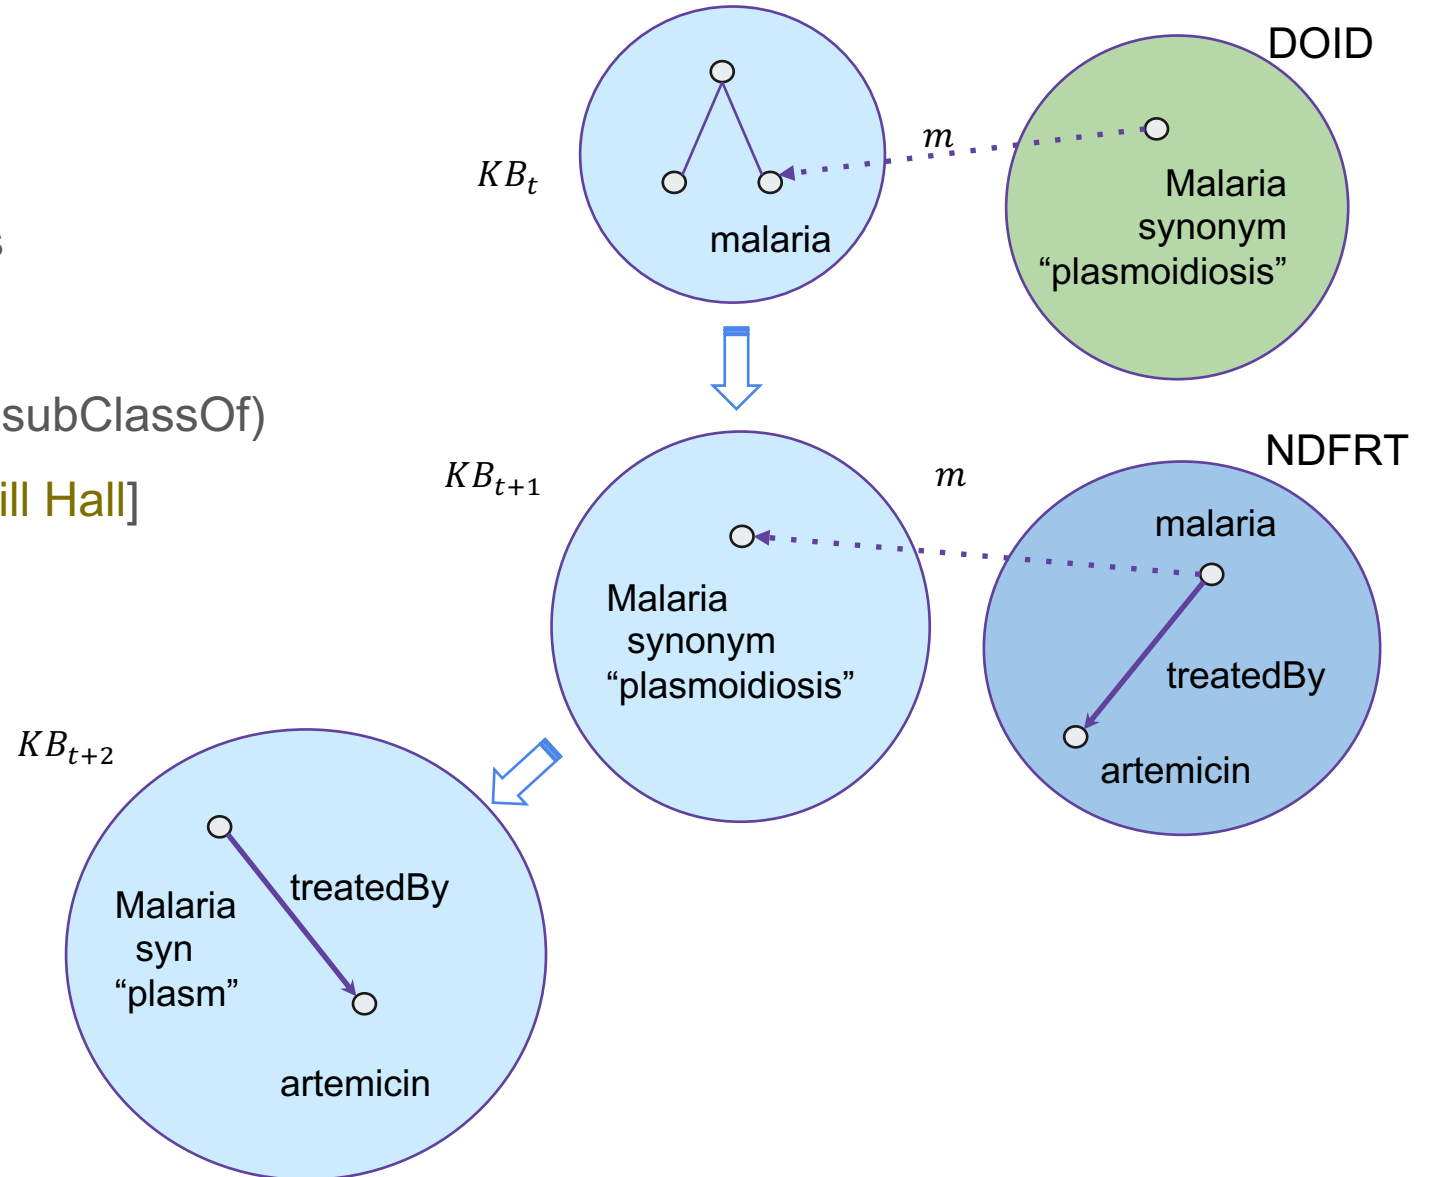 DOID
m
KB_t
Malaria
synonym
“plasmoidiosis”
malaria
s
subClassOf)
ill Hall]
NDFRT
KB_{t+1}
m
malaria
Malaria
synonym
“plasmoidiosis”
treatedBy
artemicin
KB_{t+2}
treatedBy
Malaria
syn
“plasm”
artemicin